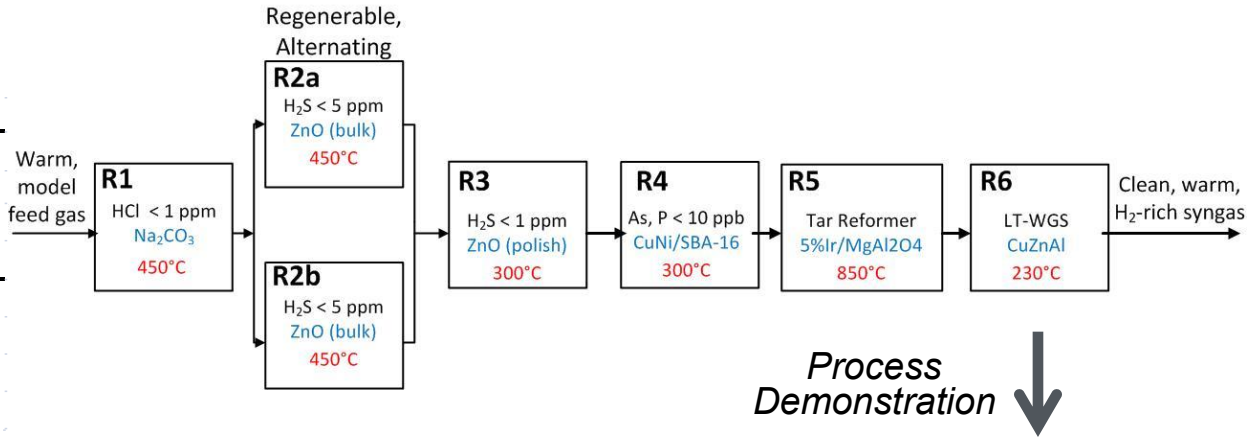 Regenerable,
Alternating
Warm,
model
feed gas
R1
HCl < 1 ppm
Na₂CO₃
450°C
R2a
H₂S < 5 ppm
ZnO (bulk)
450°C
R2b
H₂S < 5 ppm
ZnO (bulk)
450°C
R3
H₂S < 1 ppm
ZnO (polish)
300°C
R4
As, P < 10 ppb
CuNi/SBA-16
300°C
R5
Tar Reformer
5%Ir/MgAl2O4
850°C
R6
LT-WGS
CuZnAl
230°C
Clean, warm,
H₂-rich syngas
Process
Demonstration